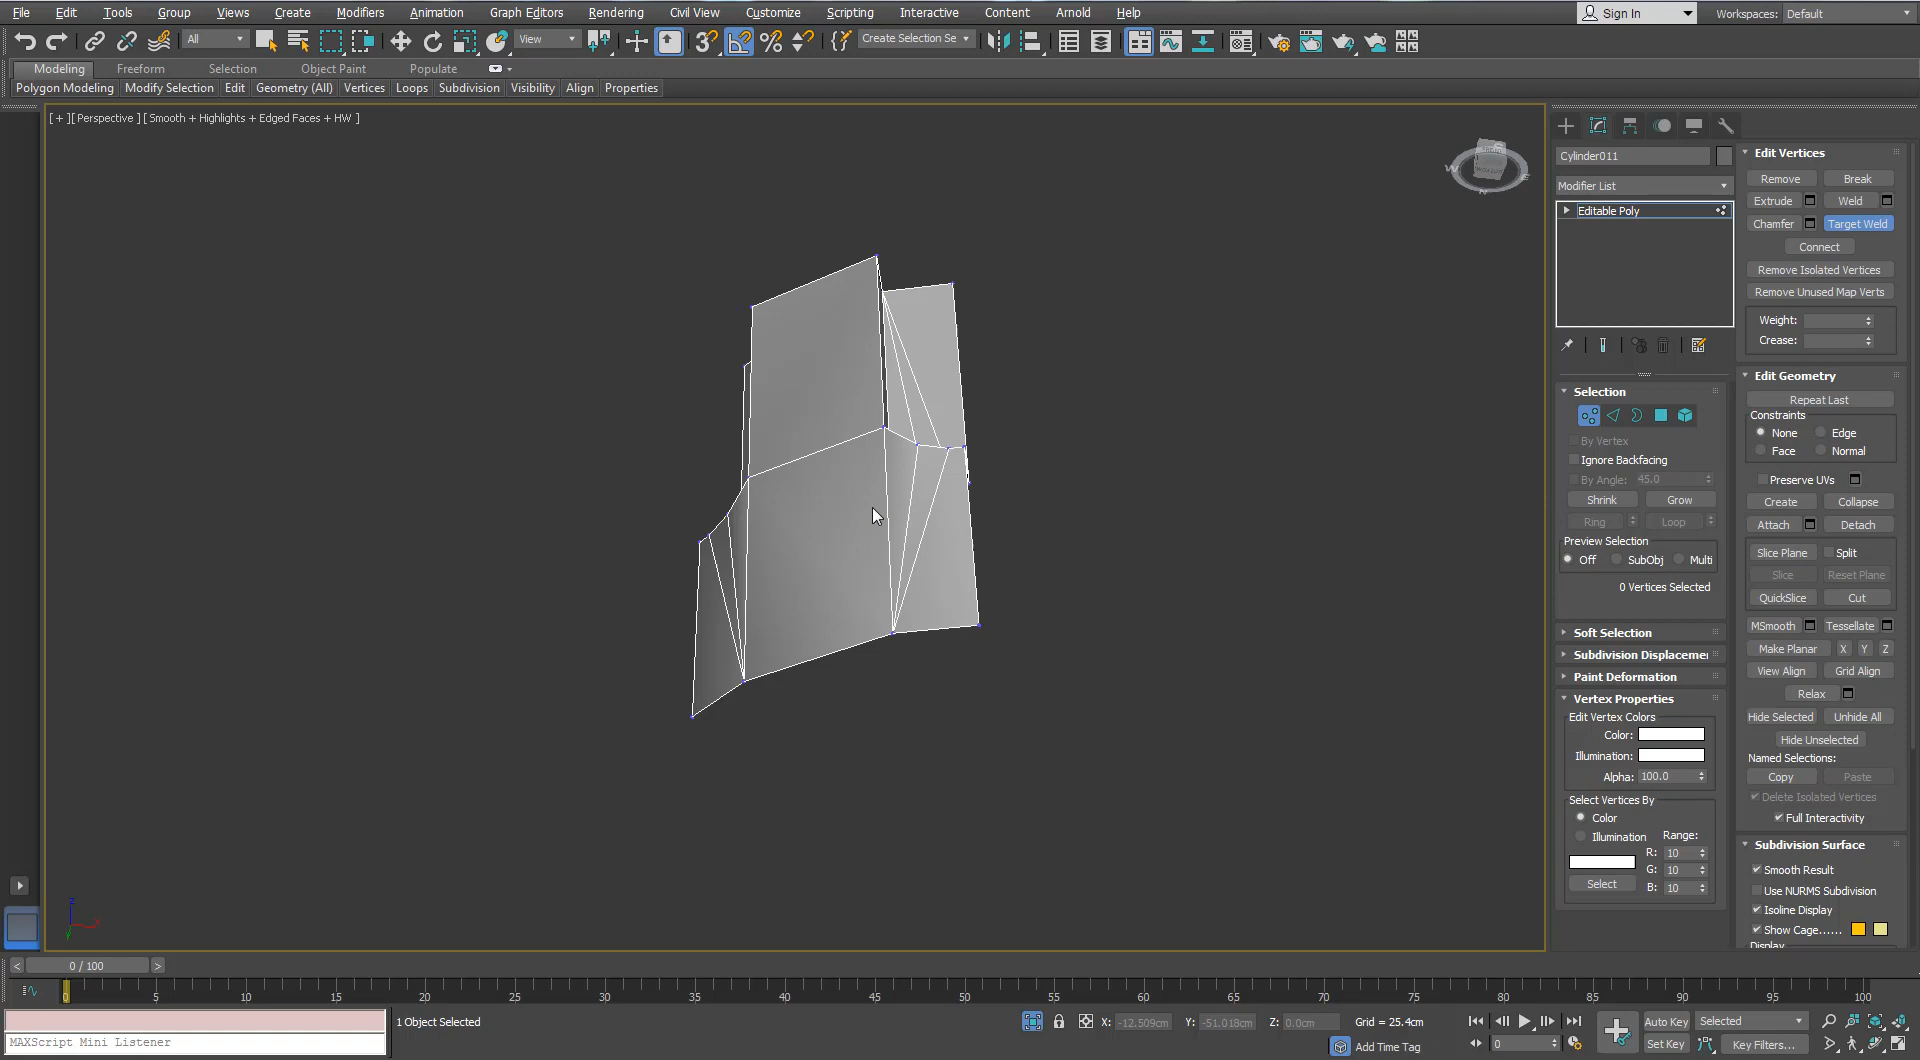 File Edit Tools Group Views Create Modifiers Animation Graph Editors Rendering Civil View Customize Scripting Interactive Content Arnold Help Sign In Workspaces: Default
All View Create Selection Se
Modeling Freeform Selection Object Paint Populate
Polygon Modeling Modify Selection Edit Geometry (All) Vertices Loops Subdivision Visibility Align Properties
[ + ][ Perspective ] [ Smooth + Highlights + Edged Faces + HW ]
Cylinder011
Modifier List
Editable Poly
Selection
By Vertex
Ignore Backfacing
By Angle: 45.0
Shrink Grow
Ring Loop
Preview Selection
Off SubObj Multi
0 Vertices Selected
Soft Selection
Subdivision Displacemen
Paint Deformation
Vertex Properties
Edit Vertex Colors
Color:
Illumination:
Alpha: 100.0
Select Vertices By
Color
Illumination Range:
R: 10
G: 10
Select B: 10
Edit Vertices
Remove Break
Extrude Weld
Chamfer Target Weld
Connect
Remove Isolated Vertices
Remove Unused Map Verts
Weight:
Crease:
Edit Geometry
Repeat Last
Constraints
None Edge
Face Normal
Preserve UVs
Create Collapse
Attach Detach
Slice Plane Split
Slice Reset Plane
QuickSlice Cut
MSmooth Tessellate
Make Planar X Y Z
View Align Grid Align
Relax
Hide Selected Unhide All
Hide Unselected
Named Selections:
Copy Paste
Delete Isolated Vertices
Full Interactivity
Subdivision Surface
Smooth Result
Use NURMS Subdivision
Isoline Display
Show Cage......
Display
< 0 / 100 >
0 5 10 15 20 25 30 35 40 45 50 55 60 65 70 75 80 85 90 95 100
1 Object Selected X: -12.509cm Y: -51.018cm Z: 0.0cm Grid = 25.4cm Auto Key Selected
MAXScript Mini Listener Add Time Tag 0 Set Key Key Filters...